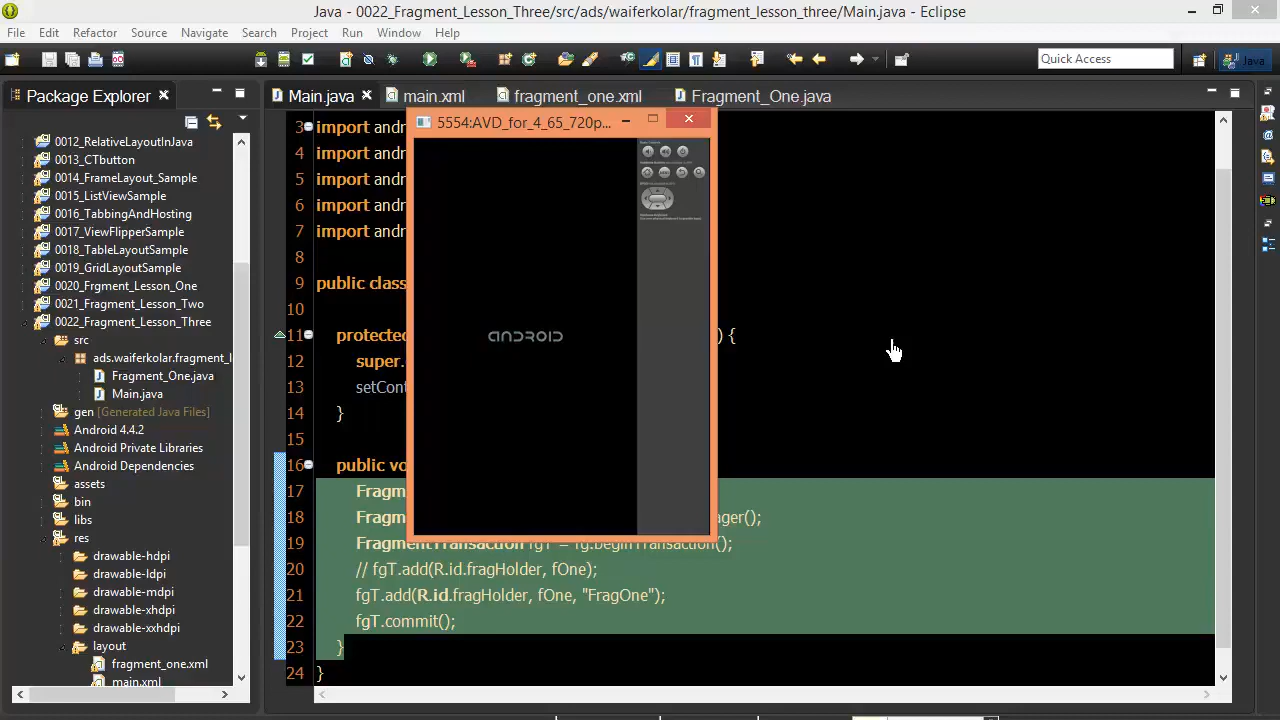 Java - 0022_Fragment_Lesson_Three/src/ads/waiferkolar/fragment_lesson_three/Main.java - Eclipse
File Edit Refactor Source Navigate Search Project Run Window Help
Quick Access
Java
Package Explorer
Main.java
main.xml
fragment_one.xml
Fragment_One.java
0012_RelativeLayoutInJava
0013_CTbutton
0014_FrameLayout_Sample
0015_ListViewSample
0016_TabbingAndHosting
0017_ViewFlipperSample
0018_TableLayoutSample
0019_GridLayoutSample
0020_Frgment_Lesson_One
0021_Fragment_Lesson_Two
0022_Fragment_Lesson_Three
src
ads.waiferkolar.fragment_l
Fragment_One.java
Main.java
gen [Generated Java Files]
Android 4.4.2
Android Private Libraries
Android Dependencies
assets
bin
libs
res
drawable-hdpi
drawable-ldpi
drawable-mdpi
drawable-xhdpi
drawable-xxhdpi
layout
fragment_one.xml
main.xml
3 import andr
4 import andr
5 import andr
6 import andr
7 import andr
8
9 public class
10
11 protected ) {
12 super.
13 setCont
14 }
15
16 public vo
17 Fragm
18 Fragm ager();
19 FragmentTransaction fgT = fg.beginTransaction();
20 // fgT.add(R.id.fragHolder, fOne);
21 fgT.add(R.id.fragHolder, fOne, "FragOne");
22 fgT.commit();
23 }
24 }
5554:AVD_for_4_65_720p...
ANDROID